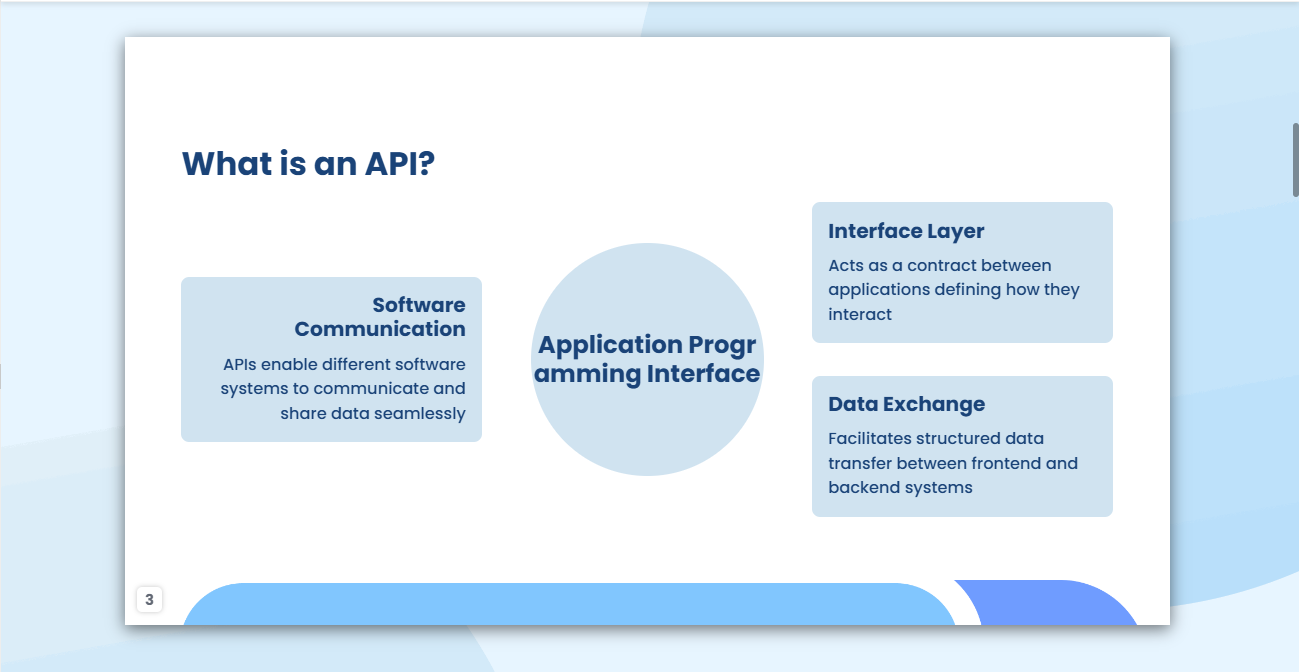 What is an API?
Software
Communication
APIs enable different software
systems to communicate and
share data seamlessly
Application Progr
amming Interface
Interface Layer
Acts as a contract between
applications defining how they
interact
Data Exchange
Facilitates structured data
transfer between frontend and
backend systems
3